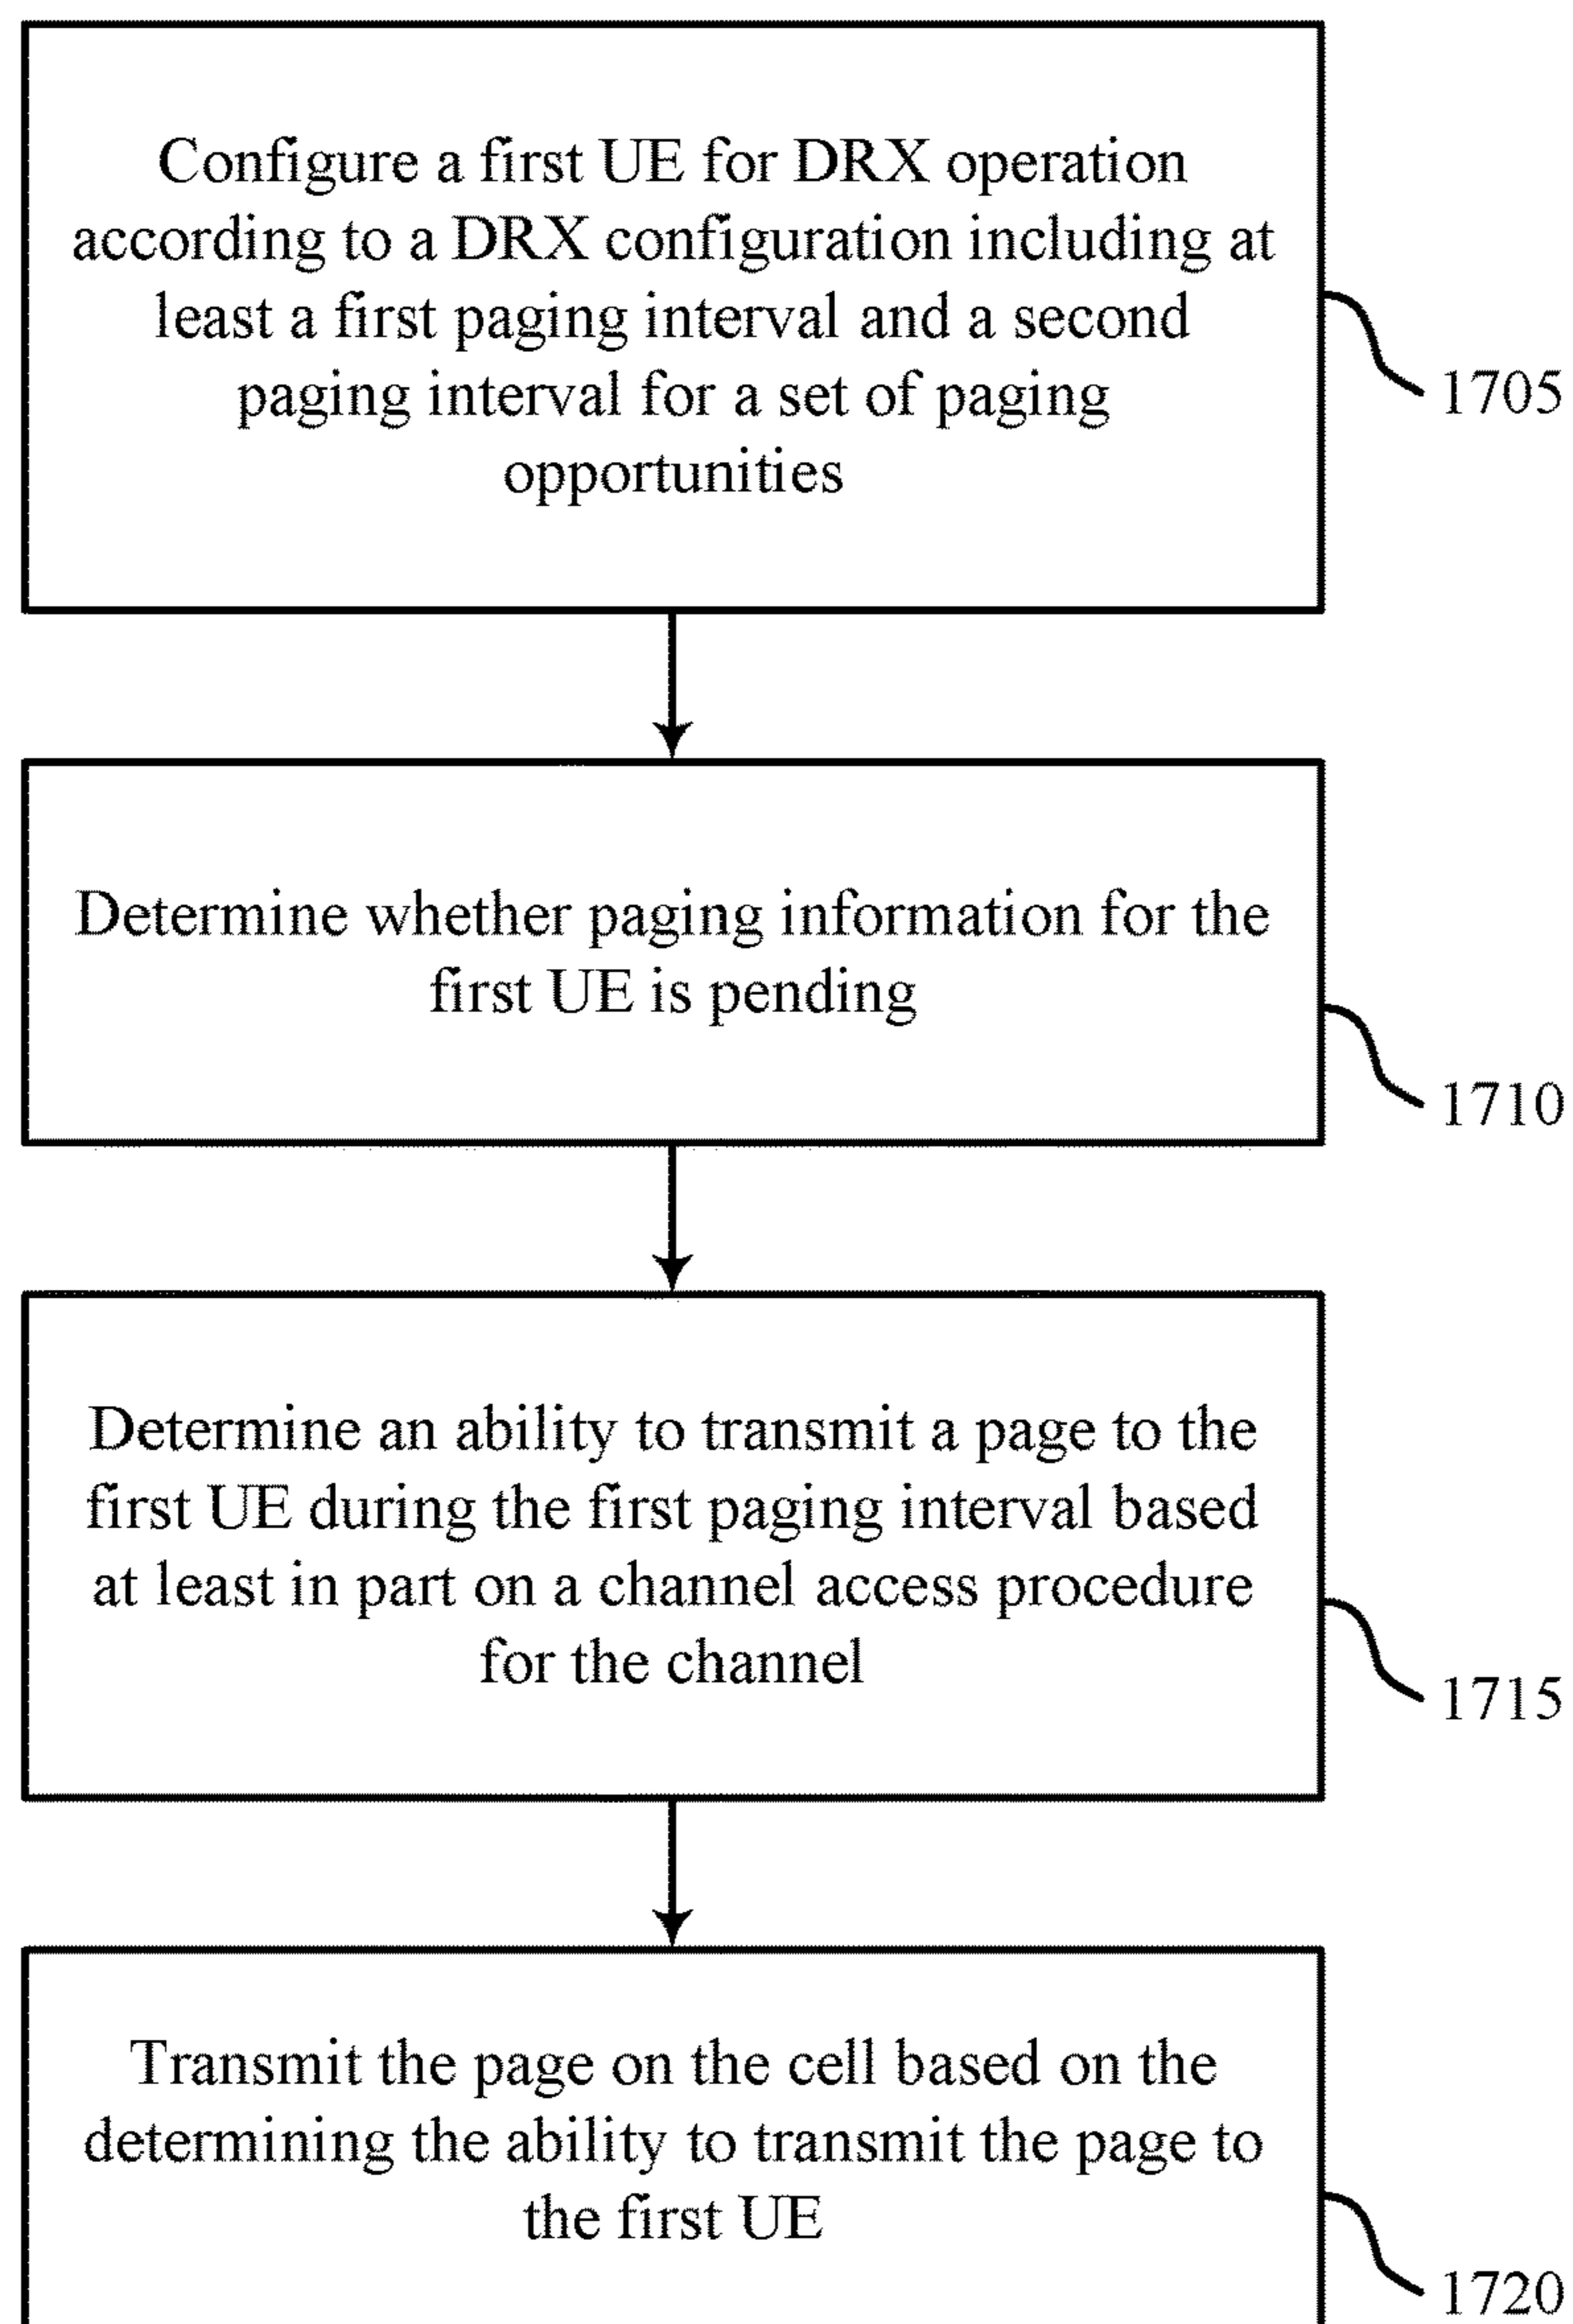 Configure a first UE for DRX operation
according to a DRX configuration including at
least a first paging interval and a second
paging interval for a set of paging
opportunities
1705
Determine whether paging information for the
first UE is pending
1710
Determine an ability to transmit a page to the
first UE during the first paging interval based
at least in part on a channel access procedure
for the channel
1715
Transmit the page on the cell based on the
determining the ability to transmit the page to
the first UE
1720